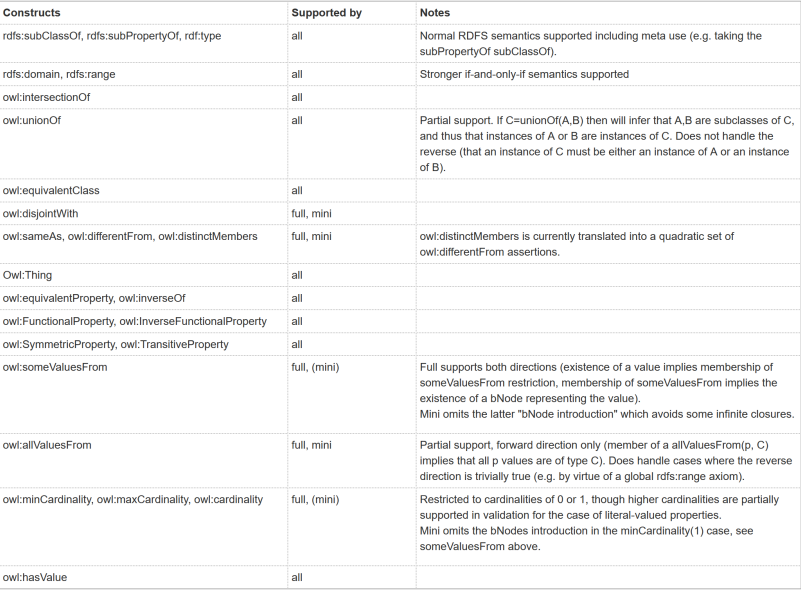 Constructs Supported by Notes
rdfs:subClassOf, rdfs:subPropertyOf, rdf:type all Normal RDFS semantics supported including meta use (e.g. taking the
subPropertyOf subClassOf).
rdfs:domain, rdfs:range all Stronger if-and-only-if semantics supported
owl:intersectionOf all
owl:unionOf all Partial support. If C=unionOf(A,B) then will infer that A,B are subclasses of C,
and thus that instances of A or B are instances of C. Does not handle the
reverse (that an instance of C must be either an instance of A or an instance
of B).
owl:equivalentClass all
owl:disjointWith full, mini
owl:sameAs, owl:differentFrom, owl:distinctMembers full, mini owl:distinctMembers is currently translated into a quadratic set of
owl:differentFrom assertions.
Owl:Thing all
owl:equivalentProperty, owl:inverseOf all
owl:FunctionalProperty, owl:InverseFunctionalProperty all
owl:SymmetricProperty, owl:TransitiveProperty all
owl:someValuesFrom full, (mini) Full supports both directions (existence of a value implies membership of
someValuesFrom restriction, membership of someValuesFrom implies the
existence of a bNode representing the value).
Mini omits the latter "bNode introduction" which avoids some infinite closures.
owl:allValuesFrom full, mini Partial support, forward direction only (member of a allValuesFrom(p, C)
implies that all p values are of type C). Does handle cases where the reverse
direction is trivially true (e.g. by virtue of a global rdfs:range axiom).
owl:minCardinality, owl:maxCardinality, owl:cardinality full, (mini) Restricted to cardinalities of 0 or 1, though higher cardinalities are partially
supported in validation for the case of literal-valued properties.
Mini omits the bNodes introduction in the minCardinality(1) case, see
someValuesFrom above.
owl:hasValue all